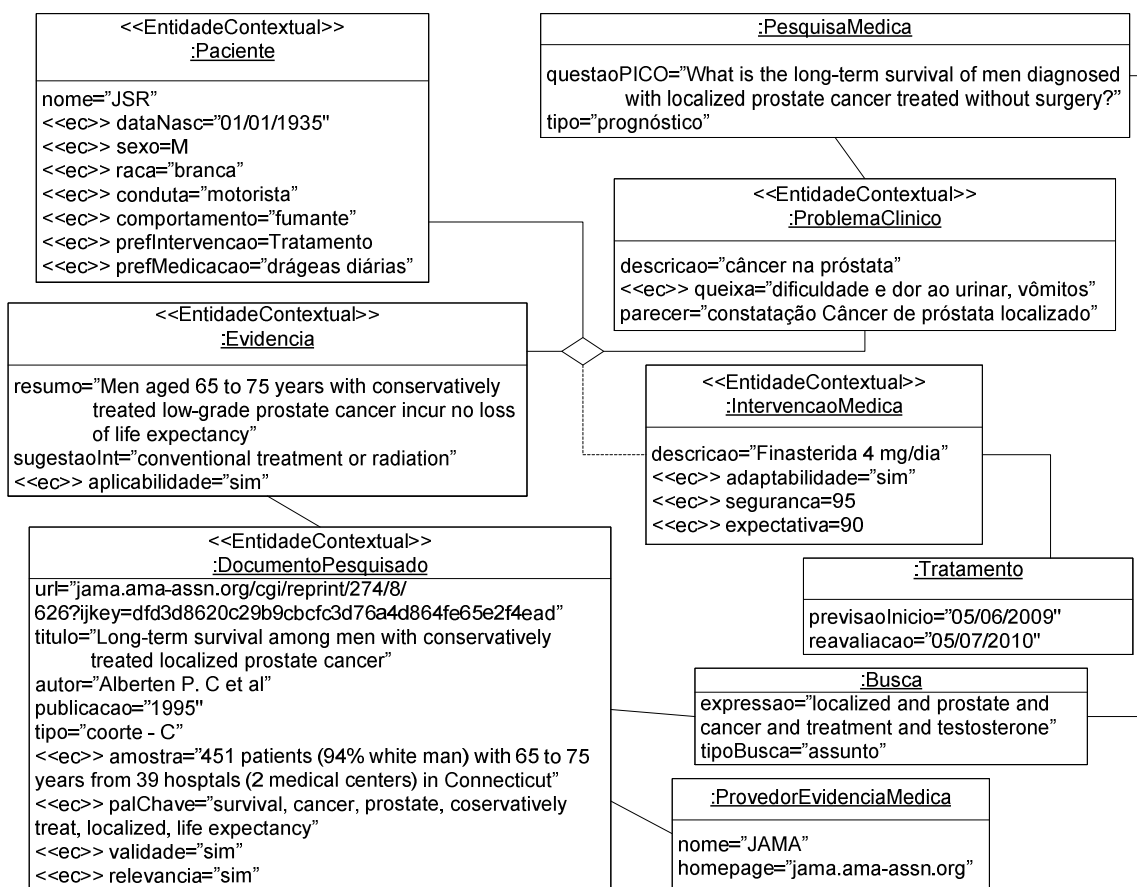 <<EntidadeContextual>>
:Paciente
nome="JSR"
<<ec>> dataNasc="01/01/1935"
<<ec>> sexo=M
<<ec>> raca="branca"
<<ec>> conduta="motorista"
<<ec>> comportamento="fumante"
<<ec>> prefIntervencao=Tratamento
<<ec>> prefMedicacao="drágeas diárias"
:PesquisaMedica
questaoPICO="What is the long-term survival of men diagnosed
with localized prostate cancer treated without surgery?"
tipo="prognóstico"
<<EntidadeContextual>>
:ProblemaClinico
descricao="câncer na próstata"
<<ec>> queixa="dificuldade e dor ao urinar, vômitos"
parecer="constatação Câncer de próstata localizado"
<<EntidadeContextual>>
:Evidencia
resumo="Men aged 65 to 75 years with conservatively
treated low-grade prostate cancer incur no loss
of life expectancy"
sugestaoInt="conventional treatment or radiation"
<<ec>> aplicabilidade="sim"
<<EntidadeContextual>>
:IntervencaoMedica
descricao="Finasterida 4 mg/dia"
<<ec>> adaptabilidade="sim"
<<ec>> seguranca=95
<<ec>> expectativa=90
<<EntidadeContextual>>
:DocumentoPesquisado
url="jama.ama-assn.org/cgi/reprint/274/8/
626?ijkey=dfd3d8620c29b9cbcfc3d76a4d864fe65e2f4ead"
titulo="Long-term survival among men with conservatively
treated localized prostate cancer"
autor="Alberten P. C et al"
publicacao="1995"
tipo="coorte - C"
<<ec>> amostra="451 patients (94% white man) with 65 to 75
years from 39 hosptals (2 medical centers) in Connecticut"
<<ec>> palChave="survival, cancer, prostate, coservatively
treat, localized, life expectancy"
<<ec>> validade="sim"
<<ec>> relevancia="sim"
:Tratamento
previsaoInicio="05/06/2009"
reavaliacao="05/07/2010"
:Busca
expressao="localized and prostate and
cancer and treatment and testosterone"
tipoBusca="assunto"
:ProvedorEvidenciaMedica
nome="JAMA"
homepage="jama.ama-assn.org"